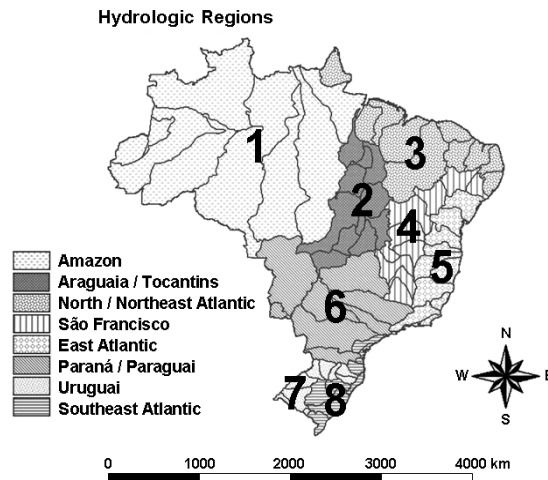 Hydrologic Regions
1
3
2
4
5
6
7
8
Amazon
Araguaia / Tocantins
North / Northeast Atlantic
São Francisco
East Atlantic
Paraná / Paraguai
Uruguai
Southeast Atlantic
N
W
E
S
0 1000 2000 3000 4000 km